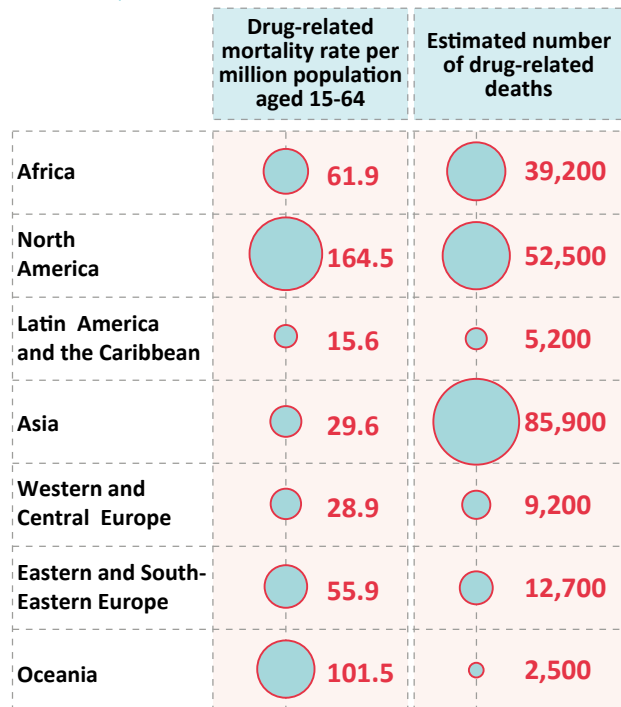 Drug-related
mortality rate per
million population
aged 15-64
Estimated number
of drug-related
deaths
Africa
61.9
39,200
North
America
164.5
52,500
Latin America
and the Caribbean
15.6
5,200
Asia
29.6
85,900
Western and
Central Europe
28.9
9,200
Eastern and South-
Eastern Europe
55.9
12,700
Oceania
101.5
2,500